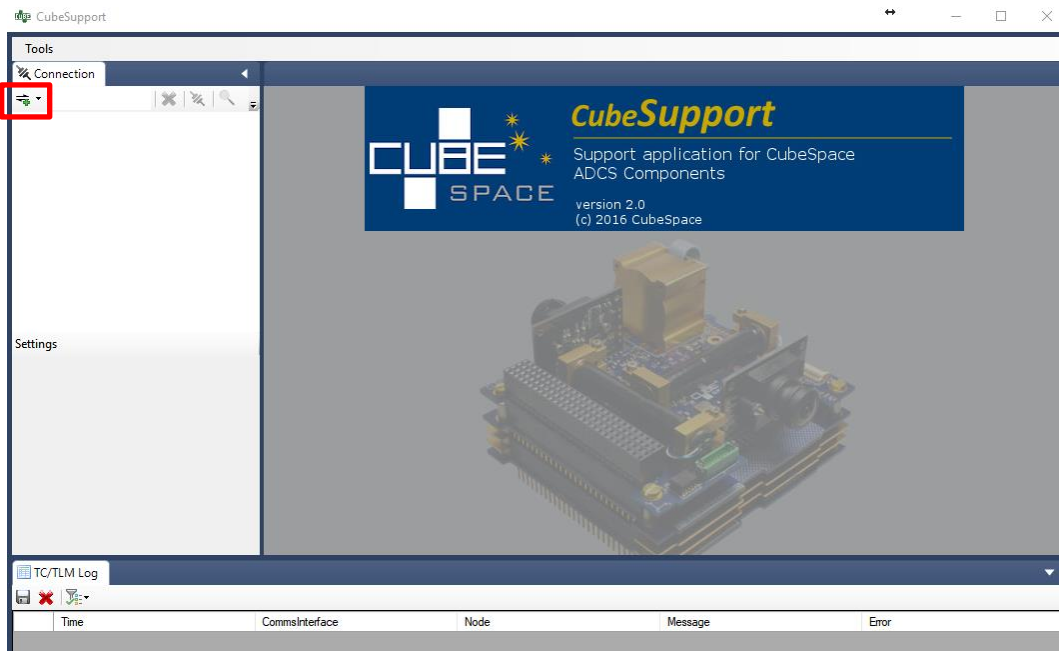 CubeSupport
Tools
Connection
CUBE
SPACE
CubeSupport
Support application for CubeSpace
ADCS Components
version 2.0
(c) 2016 CubeSpace
Settings
TC/TLM Log
Time CommsInterface Node Message Error